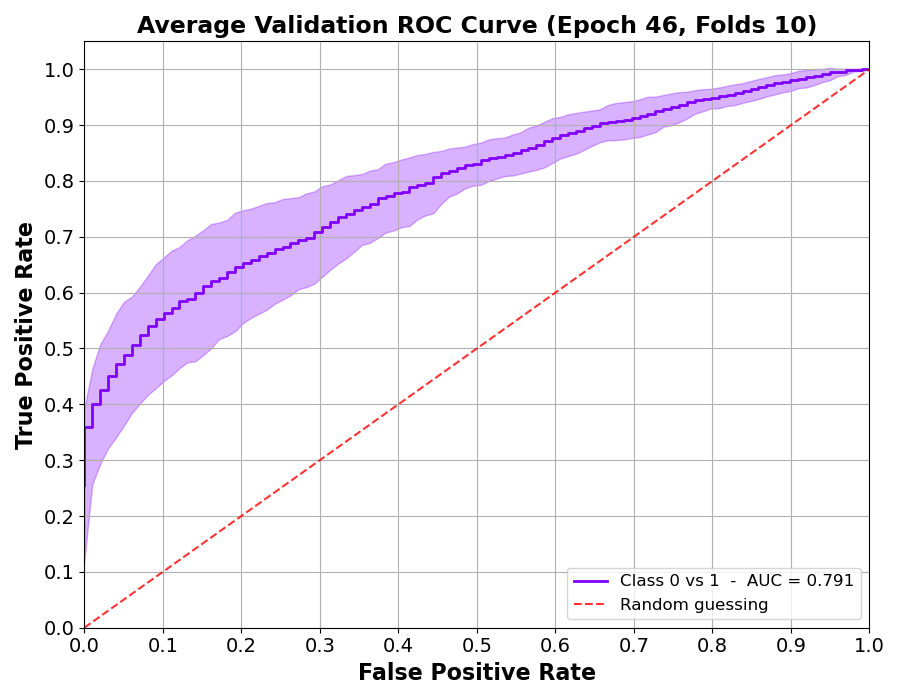 Average Validation ROC Curve (Epoch 46, Folds 10)
True Positive Rate
1.0
0.9
0.8
0.7
0.6
0.5
0.4
0.3
0.2
0.1
0.0
Class 0 vs 1 - AUC = 0.791
Random guessing
0.0 0.1 0.2 0.3 0.4 0.5 0.6 0.7 0.8 0.9 1.0
False Positive Rate